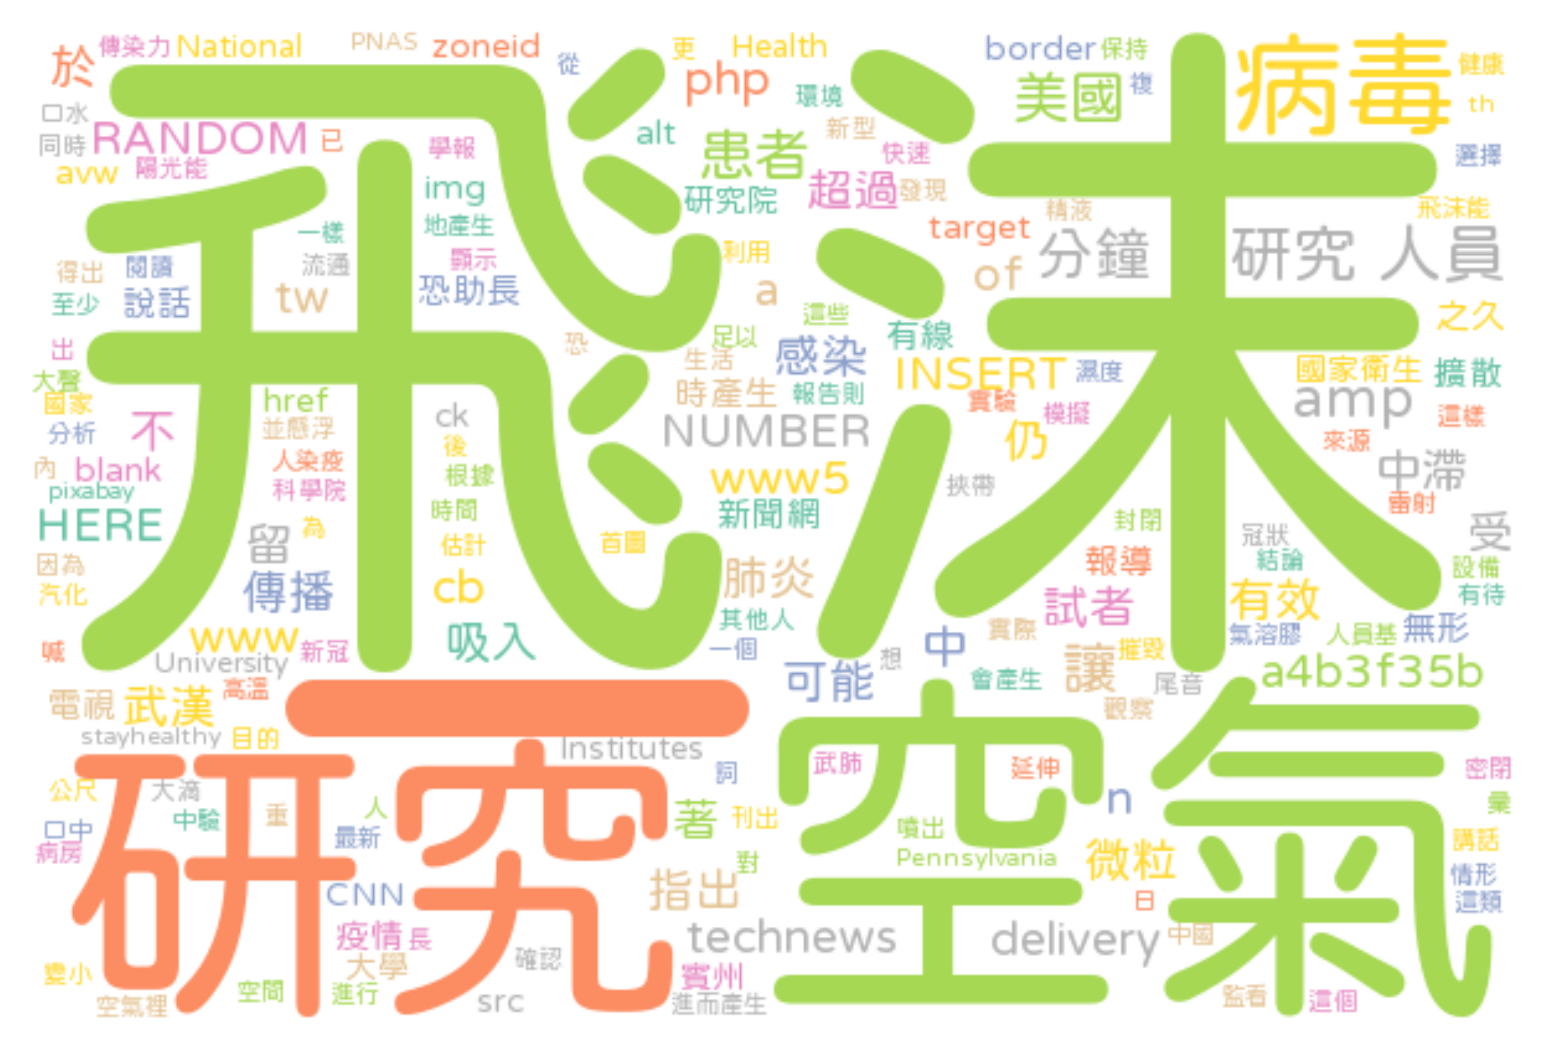 於 傳染力 National PNAS zoneid 從 更 Health border 保持 病毒 健康
口水 飛沫 php 環境 美國 複 th
同時 RANDOM 已 學報 alt 患者 新型 快速 選擇
avw 陽光能 img 研究院 超過 發現 精液 飛沫能
一樣 地產生 target 分鐘 研究 人員
得出 閱讀 流通 顯示 利用 of
至少 說話 tw 恐助長 a 這些 之久
出 恐 足以 有線
大聲 生活 感染 INSERT 濕度 國家衛生 擴散
國家 href ck 時產生 報告則 實驗 模擬 amp 這樣
分析 不 並懸浮 後 NUMBER 仍 來源
內 blank 人染疫 根據 www5 挾帶 中滯
pixabay 科學院 雷射
HERE 留 為 時間 新聞網 封閉 冠狀 受
因為 估計 首圖 肺炎 報導 結論 設備
汽化 傳播 cb 試者 有效 有待
喊 www 新冠 吸入 其他人 中 實際 氣溶膠 人員基 無形
University 一個 想 讓 摧毀
電視 武漢 高溫 一 可能 會產生 尾音 a4b3f35b
stayhealthy 目的 Institutes 觀察
研究 空氣
公尺 大滴 詞 武肺 延伸 n 密閉
口中 中驗 重 人 最新 著 刊出 噴出 彙
病房 對 Pennsylvania 微粒 講話
CNN 指出 日 情形
疫情 長 technews delivery 中國 這類
變小 大學 確認 賓州
空氣裡 空間 進行 src 進而產生 監看 這個